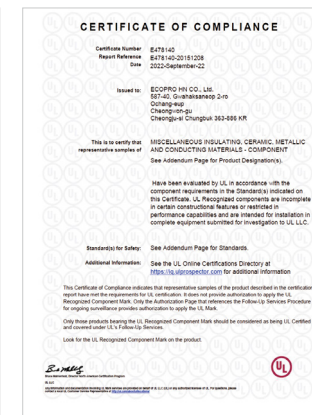 CERTIFICATE OF COMPLIANCE
Certificate Number E478140
Report Reference E478140-20151208
Date 2022-September-22
Issued to: ECOPRO HN CO., Ltd.
587-40, Gwahaksaneop 2-ro
Ochang-eup
Cheongwon-gu
Cheongju-si Chungbuk 363-886 KR
This is to certify that MISCELLANEOUS INSULATING, CERAMIC, METALLIC
representative samples of AND CONDUCTING MATERIALS - COMPONENT
See Addendum Page for Product Designation(s).
Have been evaluated by UL in accordance with the
component requirements in the Standard(s) indicated on
this Certificate. UL Recognized components are incomplete
in certain constructional features or restricted in
performance capabilities and are intended for installation in
complete equipment submitted for investigation to UL LLC.
Standard(s) for Safety: See Addendum Page for Standards.
Additional Information: See the UL Online Certifications Directory at
https://iq.ulprospector.com for additional information
This Certificate of Compliance indicates that representative samples of the product described in the certification
report have met the requirements for UL certification. It does not provide authorization to apply the UL
Recognized Component Mark. Only the Authorization Page that references the Follow-Up Services Procedure
for ongoing surveillance provides authorization to apply the UL Mark.
Only those products bearing the UL Recognized Component Mark should be considered as being UL Certified
and covered under UL's Follow-Up Services.
Look for the UL Recognized Component Mark on the product.
UL